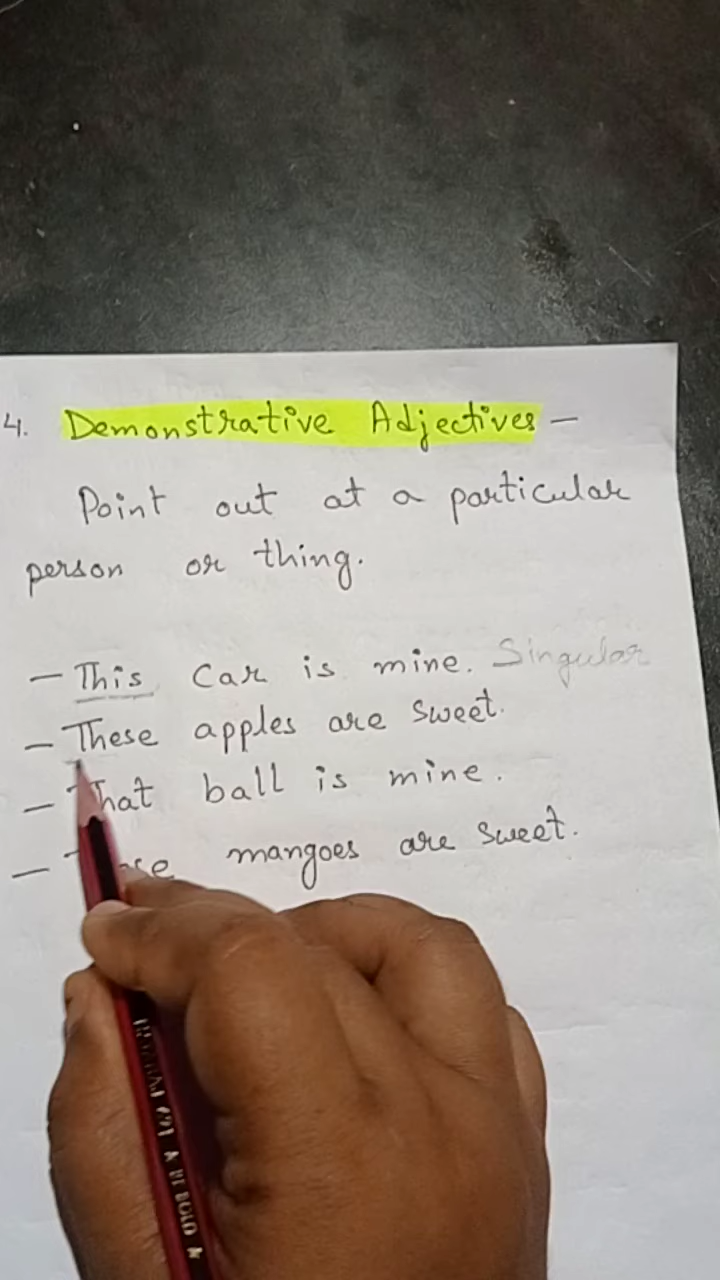 4. Demonstrative Adjectives -
Point out at a particular
person or thing.
- This Car is mine. Singular
- These apples are sweet.
- That ball is mine.
- mangoes are sweet.